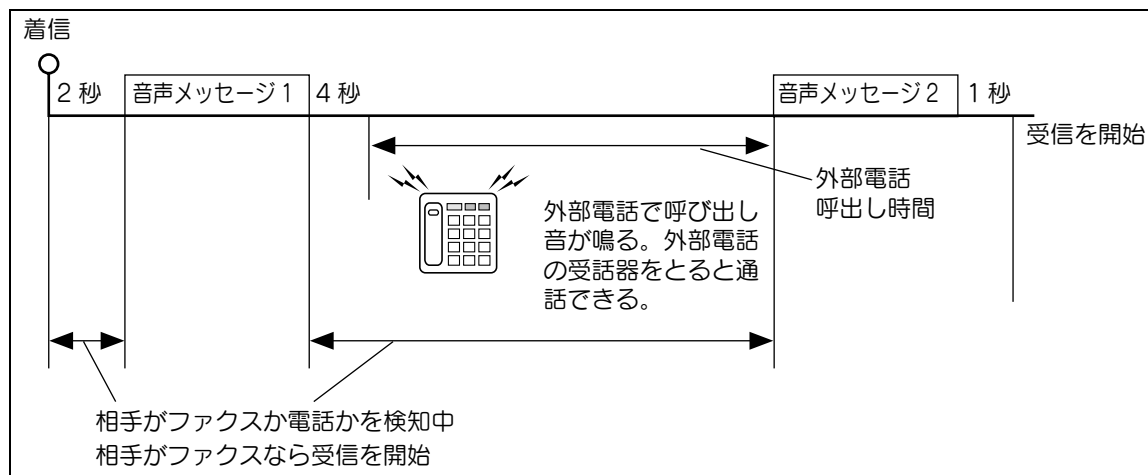 着信
2 秒
音声メッセージ 1
4 秒
音声メッセージ 2
1 秒
受信を開始
外部電話
呼出し時間
外部電話で呼び出し
音が鳴る。外部電話
の受話器をとると通
話できる。
相手がファクスか電話かを検知中
相手がファクスなら受信を開始